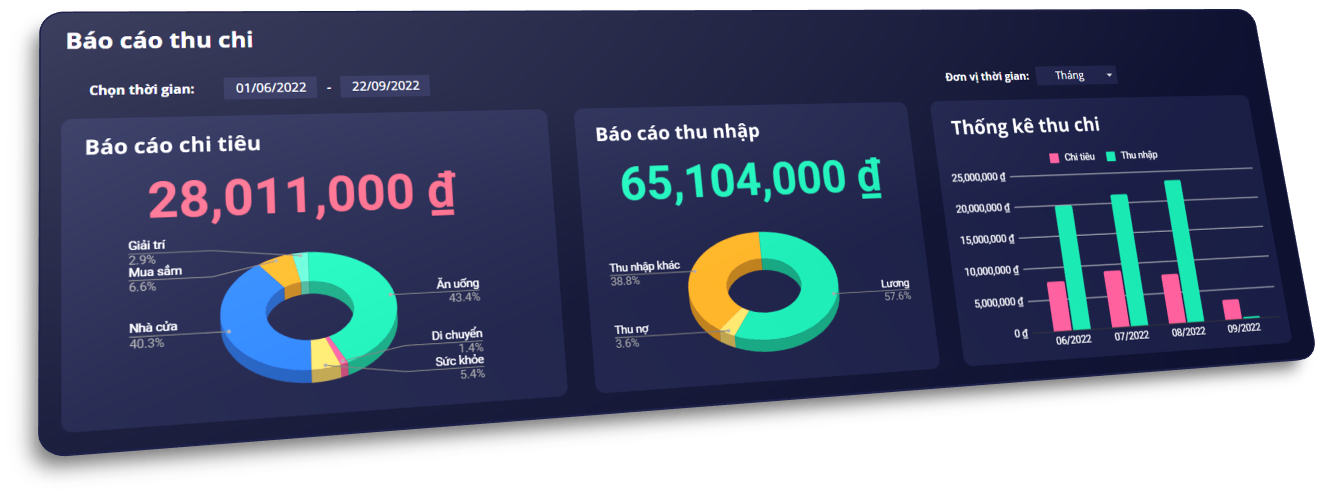 Báo cáo thu chi
Chọn thời gian: 01/06/2022 - 22/09/2022
Đơn vị thời gian: Tháng
Báo cáo chi tiêu
28,011,000 ₫
Giải trí
2.9%
Mua sắm
6.6%
Nhà cửa
40.3%
Ăn uống
43.4%
Di chuyển
1.4%
Sức khỏe
5.4%
Báo cáo thu nhập
65,104,000 ₫
Thu nhập khác
38.8%
Thu nợ
3.6%
Lương
57.6%
Thống kê thu chi
Chi tiêu Thu nhập
25,000,000 ₫
20,000,000 ₫
15,000,000 ₫
10,000,000 ₫
5,000,000 ₫
0 ₫
06/2022 07/2022 08/2022 09/2022